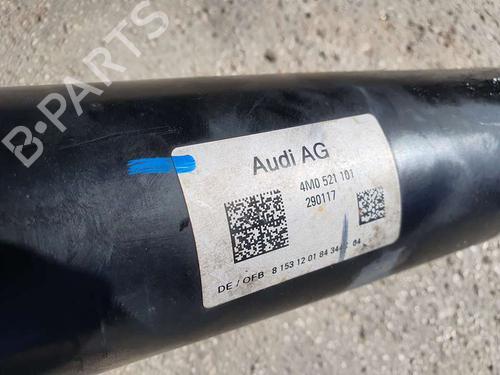 B-PARTS
Audi AG
4M0 521 101
290117
DE / OFB 8 153 12 01 84 344